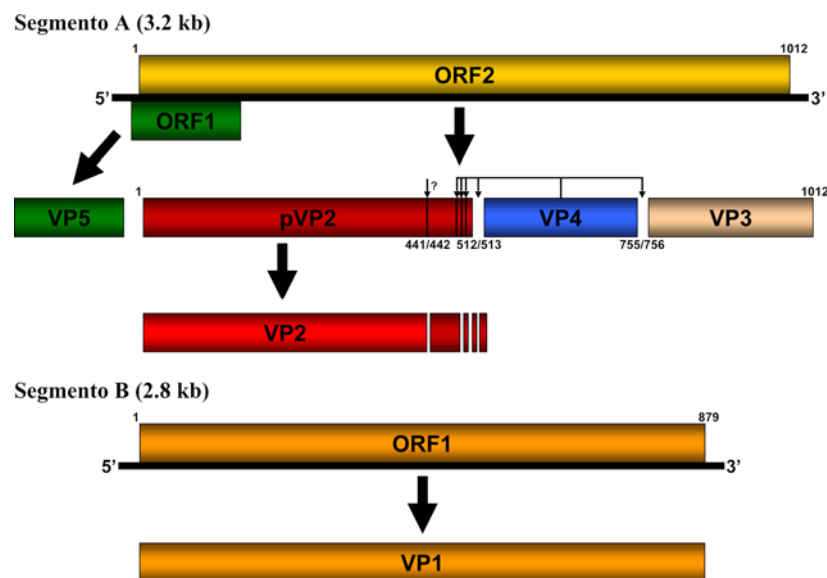 Segmento A (3.2 kb)
1 1012
ORF2
5' 3'
ORF1
? 
1 1012
VP5 pVP2 VP4 VP3
441/442 512/513 755/756
VP2
Segmento B (2.8 kb)
1 879
ORF1
5' 3'
VP1